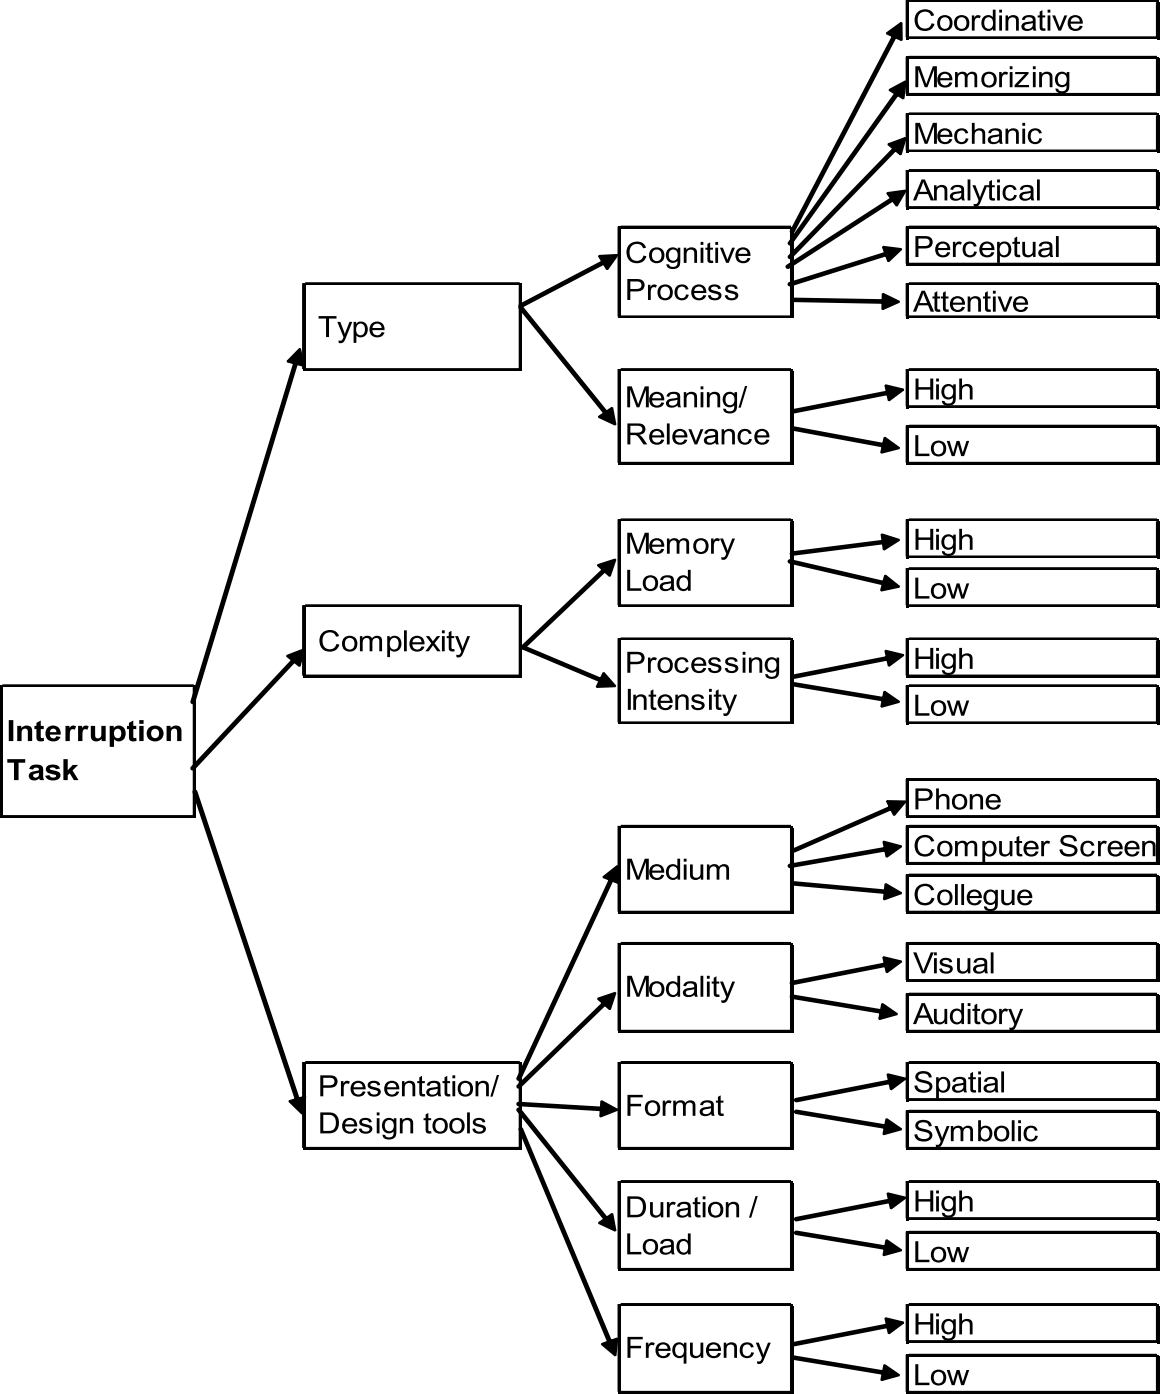 Coordinative
Memorizing
Mechanic
Analytical
Perceptual
Attentive
Cognitive
Process
Type
Meaning/
Relevance
High
Low
Memory
Load
High
Low
Complexity
Processing
Intensity
High
Low
Interruption
Task
Phone
Computer Screen
Collegue
Medium
Modality
Visual
Auditory
Presentation/
Design tools
Format
Spatial
Symbolic
Duration /
Load
High
Low
Frequency
High
Low